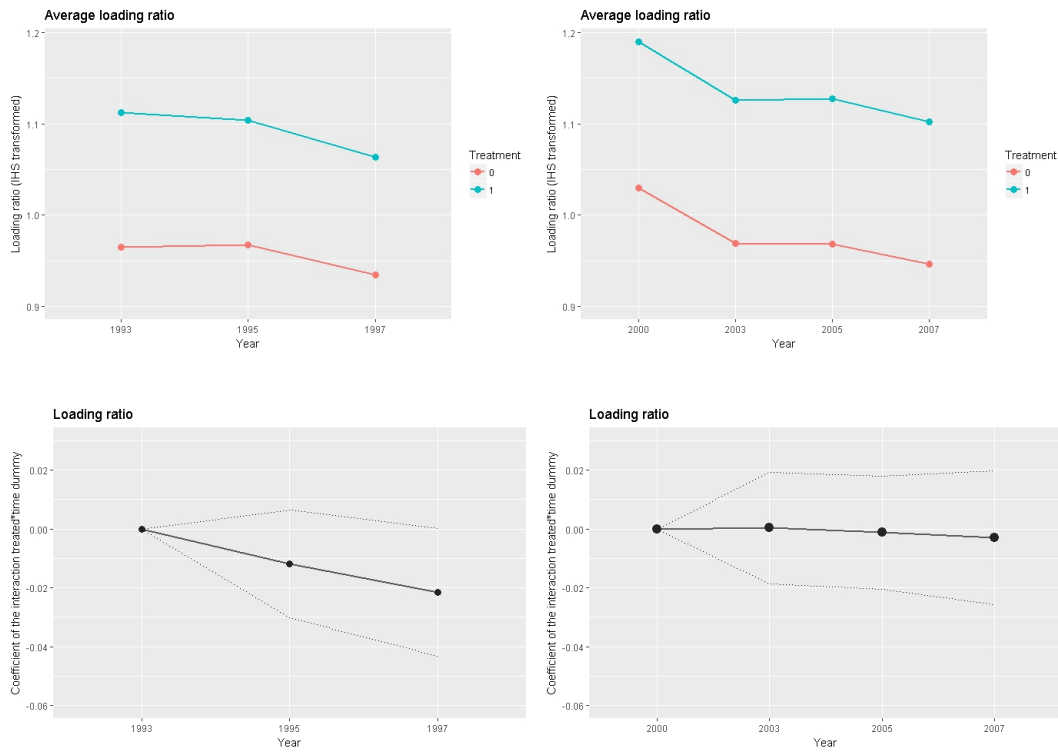 Average loading ratio
Loading ratio (IHS transformed)
1.2
1.1
1.0
0.9
1993
1995
1997
Year
Treatment
0
1
Average loading ratio
Loading ratio (IHS transformed)
1.2
1.1
1.0
0.9
2000
2003
2005
2007
Year
Treatment
0
1
Loading ratio
Coefficient of the interaction treated*time dummy
0.02
0.00
-0.02
-0.04
-0.06
1993
1995
1997
Year
Loading ratio
Coefficient of the interaction treated*time dummy
0.02
0.00
-0.02
-0.04
-0.06
2000
2003
2005
2007
Year